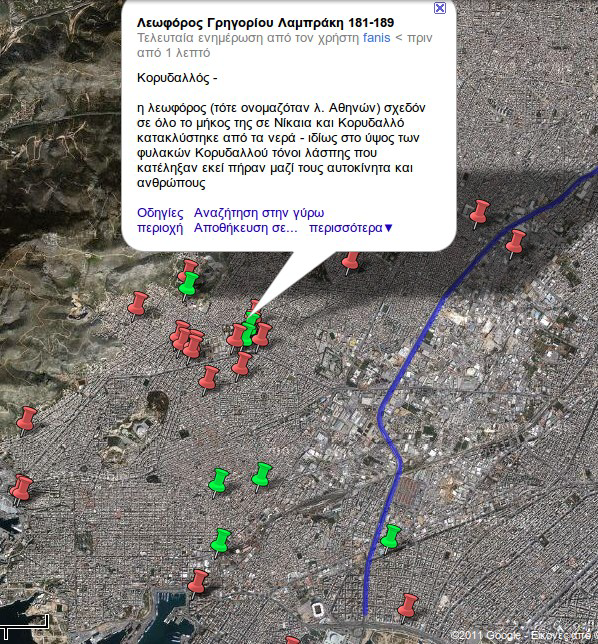 Λεωφόρος Γρηγορίου Λαμπράκη 181-189
Τελευταία ενημέρωση από τον χρήστη fanis < πριν
από 1 λεπτό
Κορυδαλλός -
η λεωφόρος (τότε ονομαζόταν λ. Αθηνών) σχεδόν
σε όλο το μήκος της σε Νίκαια και Κορυδαλλό
κατακλύστηκε από τα νερά - ιδίως στο ύψος των
φυλακών Κορυδαλλού τόνοι λάσπης που
κατέληξαν εκεί πήραν μαζί τους αυτοκίνητα και
ανθρώπους
Οδηγίες Αναζήτηση στην γύρω
περιοχή Αποθήκευση σε... περισσότερα▼
©2011 Google - Εικόνες από